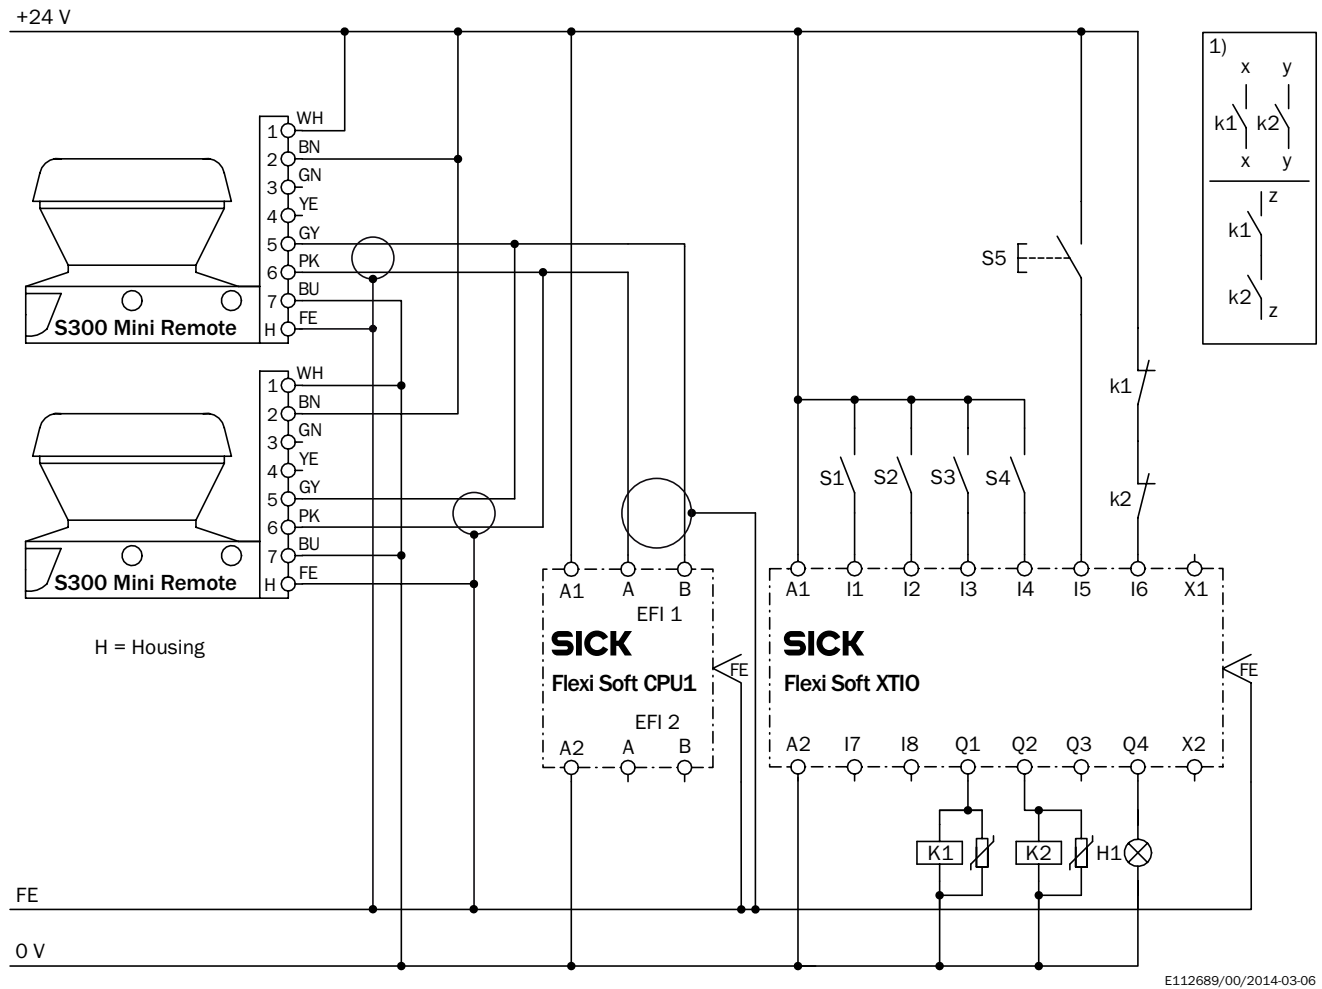 +24 V
1)
x y
k1 k2
x y
z
k1
k2
z
1 WH
2 BN
3 GN
4 YE
5 GY
6 PK
7 BU
H FE
S300 Mini Remote
S5
1 WH
2 BN
3 GN
4 YE
5 GY
6 PK
7 BU
H FE
S300 Mini Remote
H = Housing
k1
k2
S1 S2 S3 S4
A1 A B
EFI 1
SICK
Flexi Soft CPU1
EFI 2
A2 A B
FE
A1 I1 I2 I3 I4 I5 I6 X1
SICK
Flexi Soft XTIO
A2 I7 I8 Q1 Q2 Q3 Q4 X2
FE
K1 K2 H1
FE
0 V
E112689/00/2014-03-06